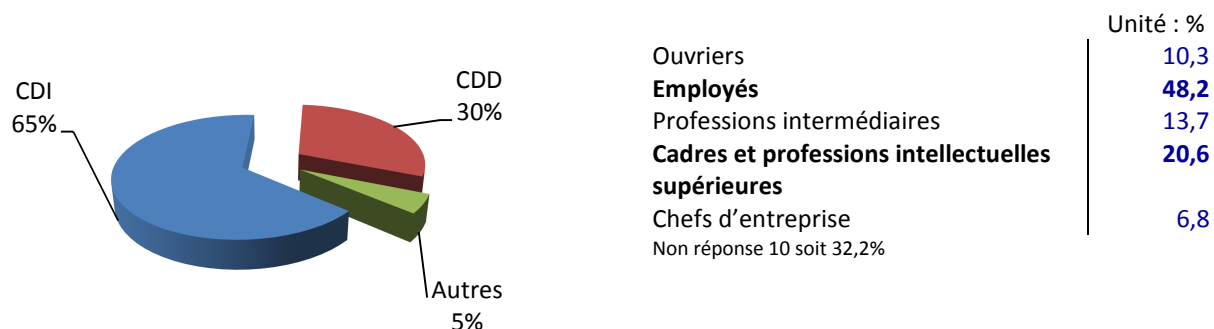 CDI
65%
CDD
30%
Autres
5%
Unité : %
Ouvriers 10,3
Employés 48,2
Professions intermédiaires 13,7
Cadres et professions intellectuelles 20,6
supérieures
Chefs d’entreprise 6,8
Non réponse 10 soit 32,2%